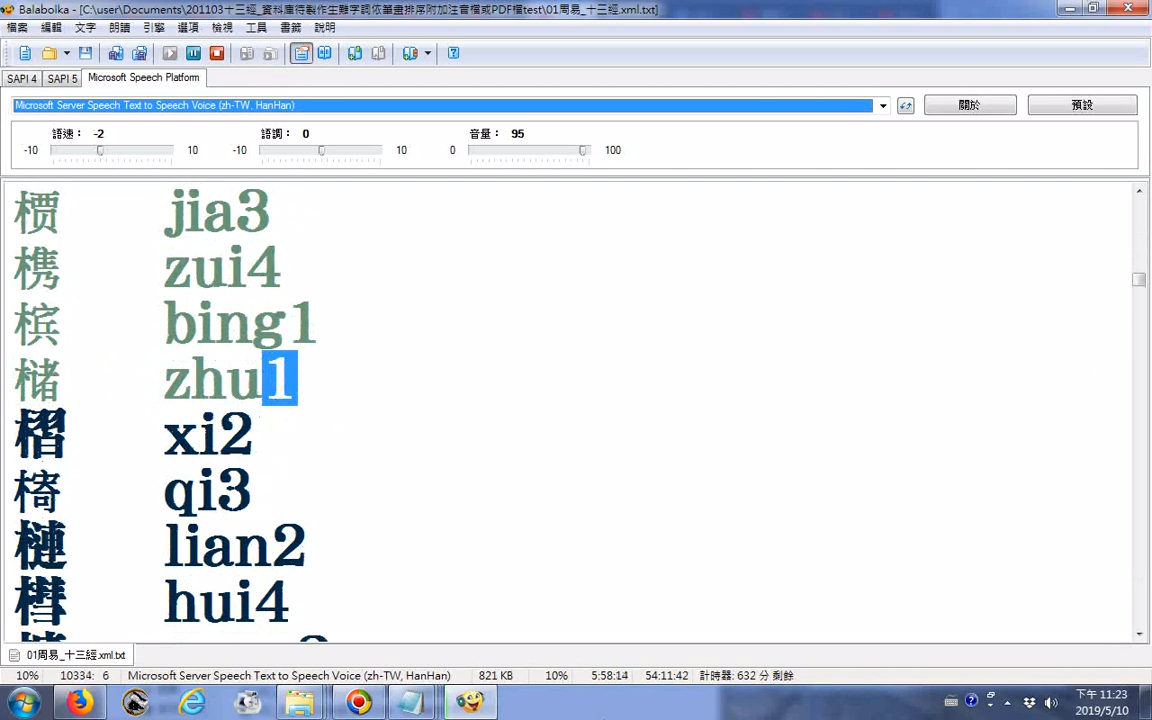 Balabolka - [C:\user\Documents\201103十三經_資料庫待製作生難字詞依筆畫排序附加注音檔或PDF檔test\01周易_十三經.xml.txt]
檔案 編輯 文字 朗讀 引擎 選項 檢視 工具 書籤 說明
SAPI 4 SAPI 5 Microsoft Speech Platform
Microsoft Server Speech Text to Speech Voice (zh-TW, HanHan) 關於 預設
語速： -2 語調： 0 音量： 95
-10 10 -10 10 0 100
jia3
zui4
槟 bing1
zhu1
槢 xi2
qi3
槤 lian2
hui4
01周易_十三經.xml.txt
10% 10334: 6 Microsoft Server Speech Text to Speech Voice (zh-TW, HanHan) 821 KB 10% 5:58:14 54:11:42 計時器: 632 分 剩餘
下午 11:23
2019/5/10